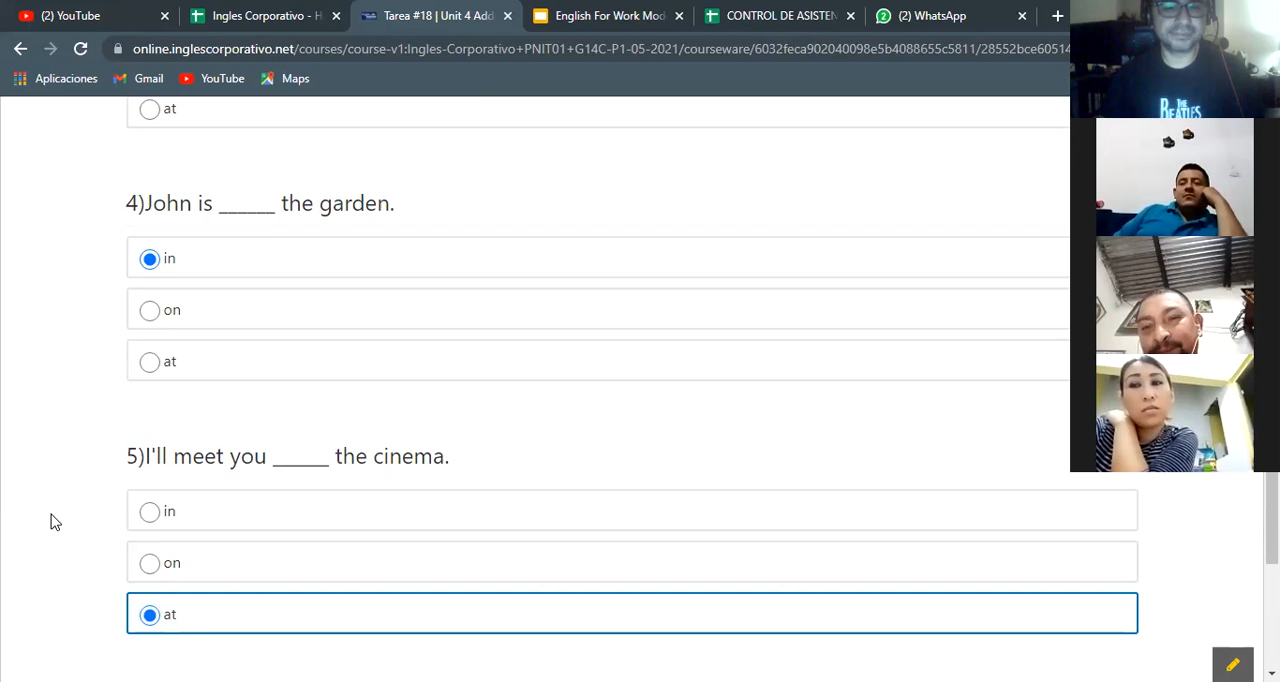 (2) YouTube
Ingles Corporativo - H
Tarea #18 | Unit 4 Add
English For Work Mod
CONTROL DE ASISTEN
(2) WhatsApp
online.inglescorporativo.net/courses/course-v1:Ingles-Corporativo+PNIT01+G14C-P1-05-2021/courseware/6032feca902040098e5b4088655c5811/28552bce60514
Aplicaciones
Gmail
YouTube
Maps
THE
BEATLES
at
4)John is ______ the garden.
in
on
at
5)I'll meet you ______ the cinema.
in
on
at